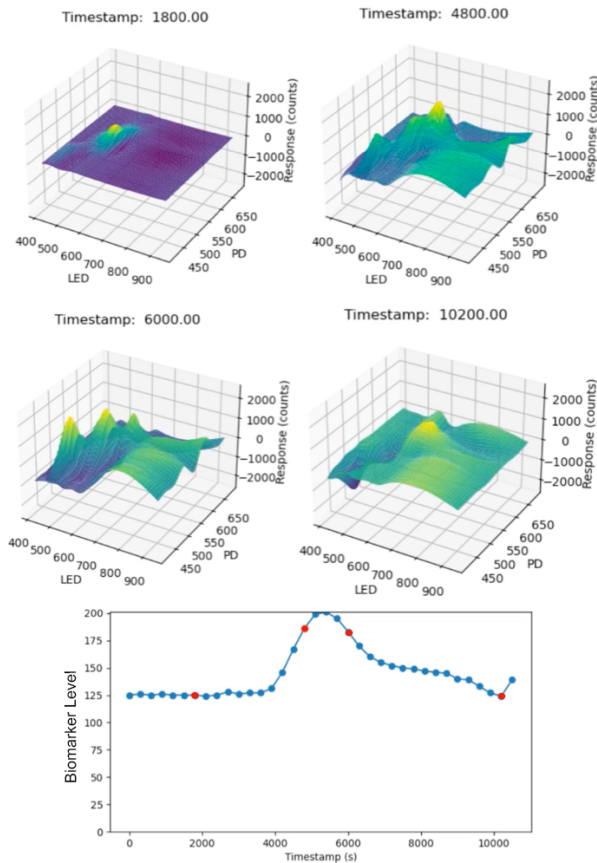 Timestamp: 1800.00
2000
1000
0
−1000
−2000
Response (counts)
400 500 600 700 800 900
LED
450 500 550 600 650
PD
Timestamp: 4800.00
2000
1000
0
−1000
−2000
Response (counts)
400 500 600 700 800 900
LED
450 500 550 600 650
PD
Timestamp: 6000.00
2000
1000
0
−1000
−2000
Response (counts)
400 500 600 700 800 900
LED
450 500 550 600 650
PD
Timestamp: 10200.00
2000
1000
0
−1000
−2000
Response (counts)
400 500 600 700 800 900
LED
450 500 550 600 650
PD
Biomarker Level
200
175
150
125
100
75
50
25
0
0 2000 4000 6000 8000 10000
Timestamp (s)